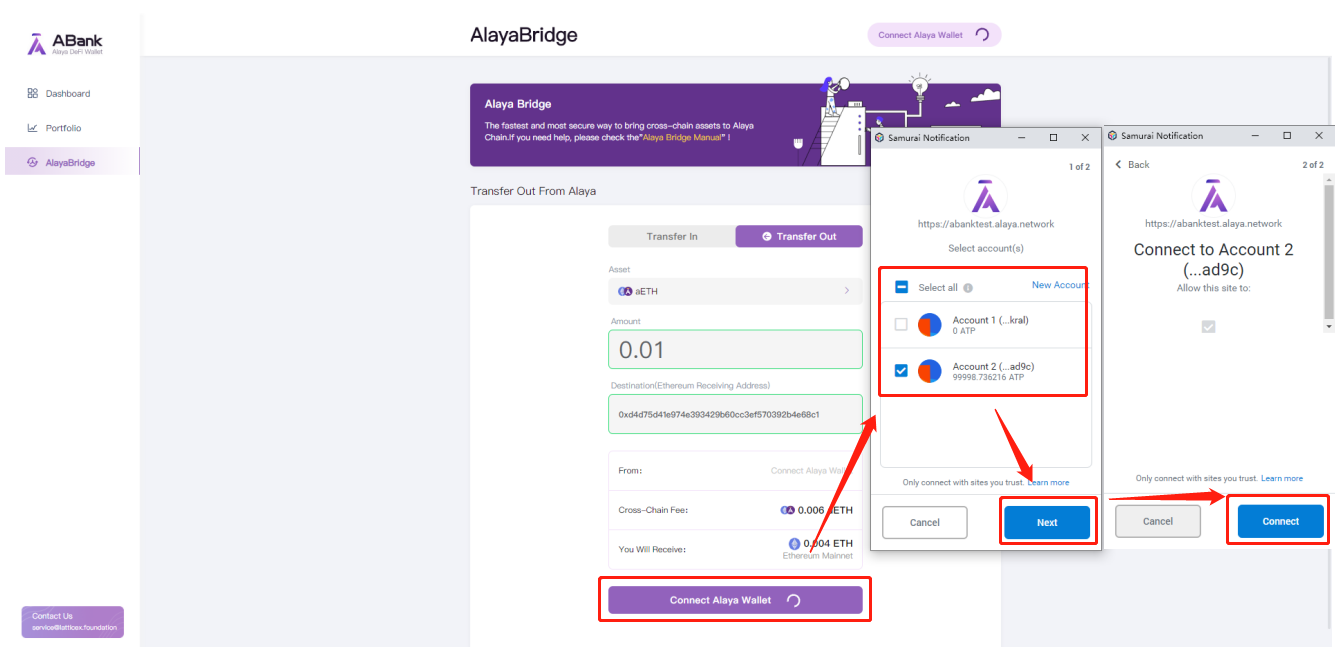 ABank
Alaya DeFi Wallet
Dashboard
Portfolio
AlayaBridge
Contact Us
service@latticex.foundation
AlayaBridge
Connect Alaya Wallet
Alaya Bridge
The fastest and most secure way to bring cross-chain assets to Alaya
Chain.If you need help, please check the"Alaya Bridge Manual" !
Transfer Out From Alaya
Transfer In
Transfer Out
Asset
aETH
Amount
0.01
Destination(Ethereum Receiving Address)
0xd4d75d41e974e393429b60cc3ef570392b4e68c1
From:
Connect Alaya
Cross-Chain Fee:
0.006 aETH
You Will Receive:
0.004 ETH
Ethereum Mainnet
Connect Alaya Wallet
Samurai Notification
1 of 2
https://abanktest.alaya.network
Select account(s)
Select all
New Account
Account 1 (...kral)
0 ATP
Account 2 (...ad9c)
99998.736216 ATP
Only connect with sites you trust. Learn more
Cancel
Next
Samurai Notification
Back
2 of 2
https://abanktest.alaya.network
Connect to Account 2
(...ad9c)
Allow this site to:
Only connect with sites you trust. Learn more
Cancel
Connect